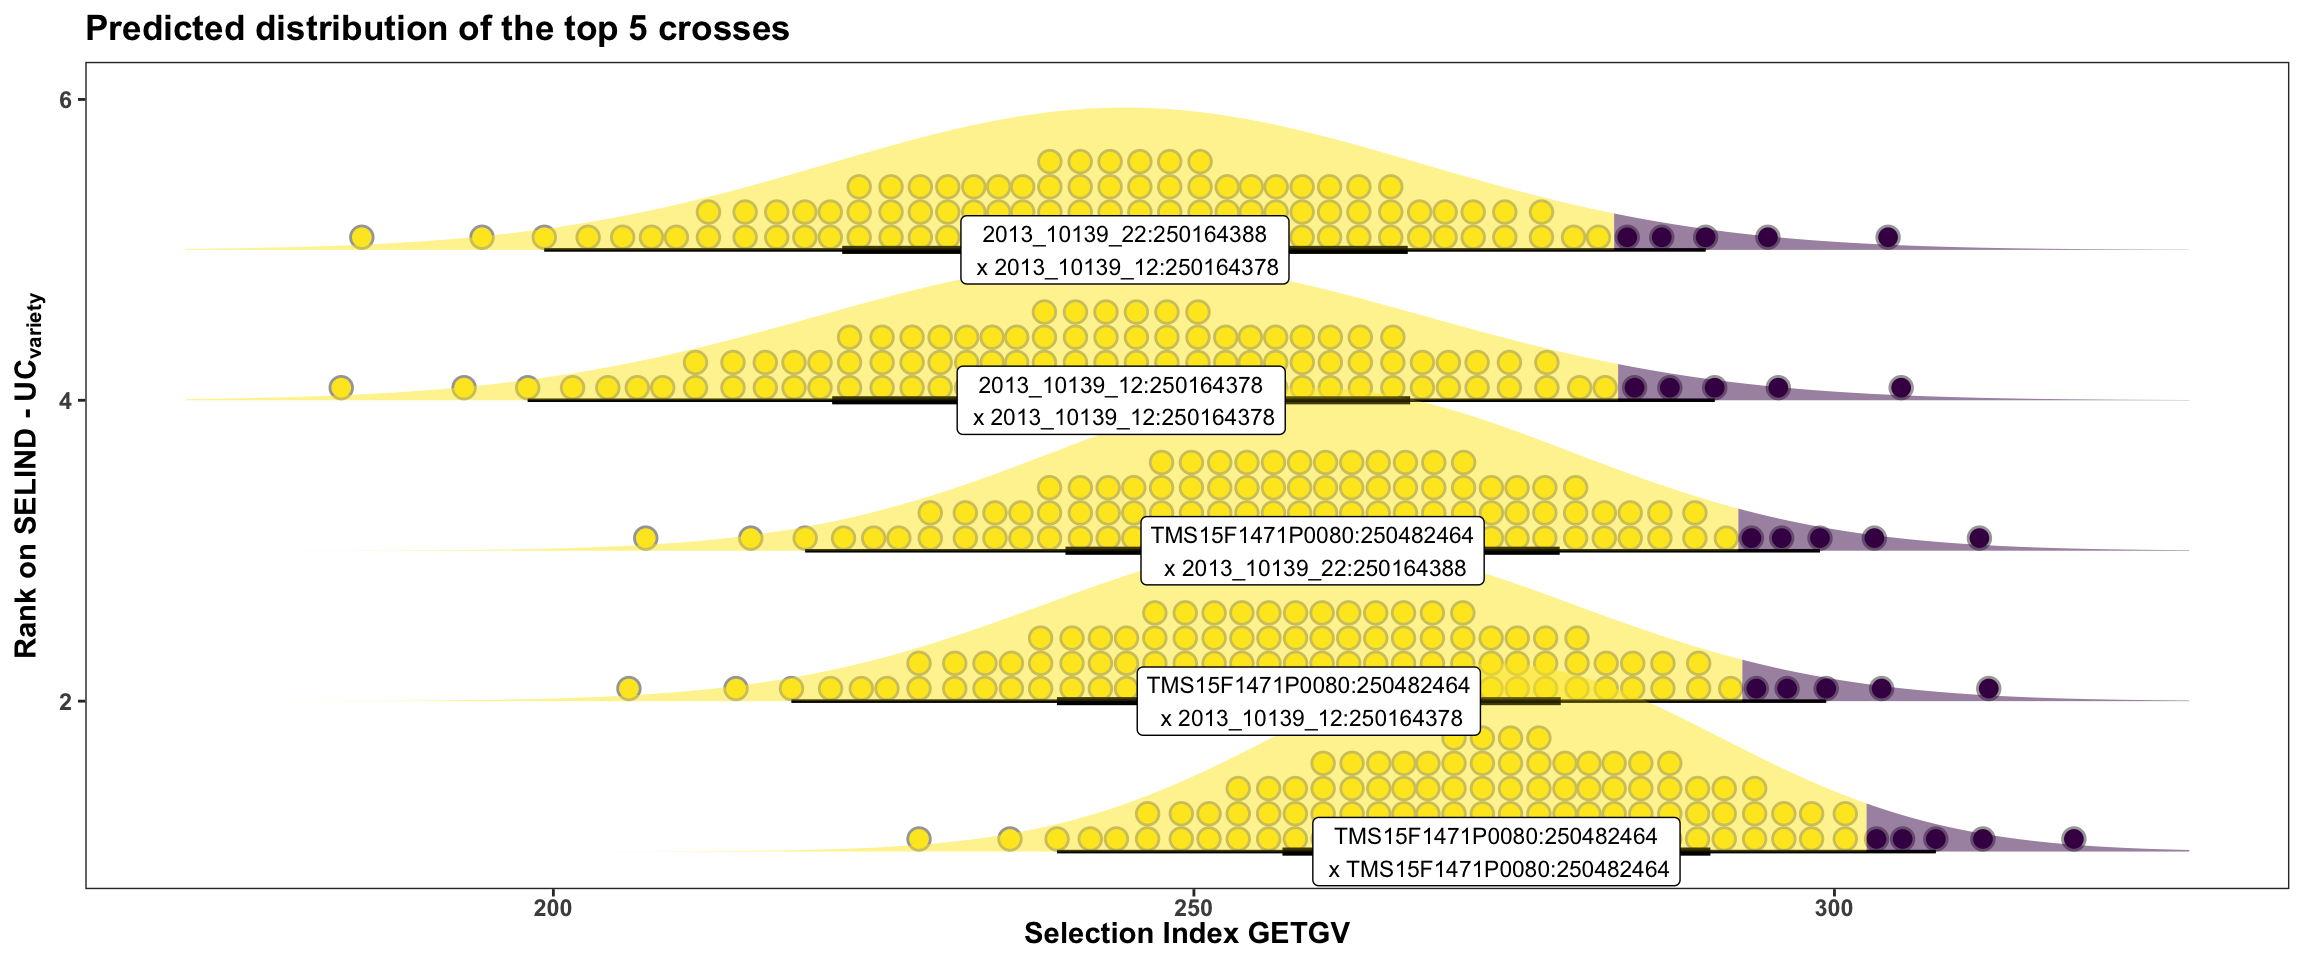 Predicted distribution of the top 5 crosses
Rank on SELIND - UCvariety
6
4
2
2013_10139_22:250164388
x 2013_10139_12:250164378
2013_10139_12:250164378
x 2013_10139_12:250164378
TMS15F1471P0080:250482464
x 2013_10139_22:250164388
TMS15F1471P0080:250482464
x 2013_10139_12:250164378
TMS15F1471P0080:250482464
x TMS15F1471P0080:250482464
200 250 300
Selection Index GETGV